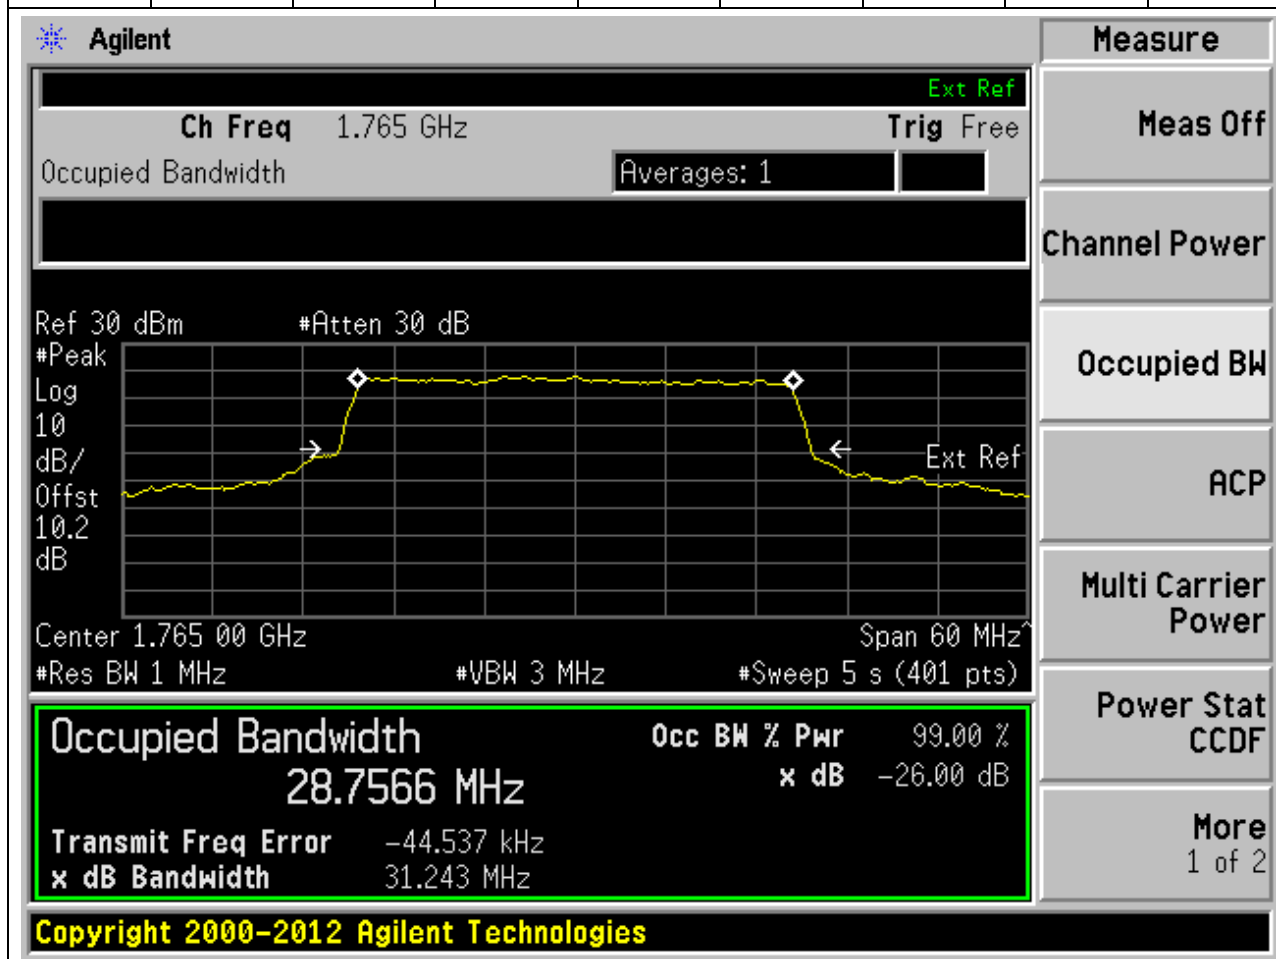 Agilent
Measure
Ext Ref
Ch Freq 1.765 GHz Trig Free
Meas Off
Occupied Bandwidth Averages: 1
Channel Power
Ref 30 dBm #Atten 30 dB
#Peak
Log
10
dB/
Offst
10.2
dB
Ext Ref
Occupied BW
ACP
Center 1.765 00 GHz Span 60 MHz^
#Res BW 1 MHz #VBW 3 MHz #Sweep 5 s (401 pts)
Multi Carrier
Power
Occupied Bandwidth Occ BW % Pwr 99.00 %
28.7566 MHz x dB -26.00 dB
Transmit Freq Error -44.537 kHz
x dB Bandwidth 31.243 MHz
Power Stat
CCDF
More
1 of 2
Copyright 2000-2012 Agilent Technologies